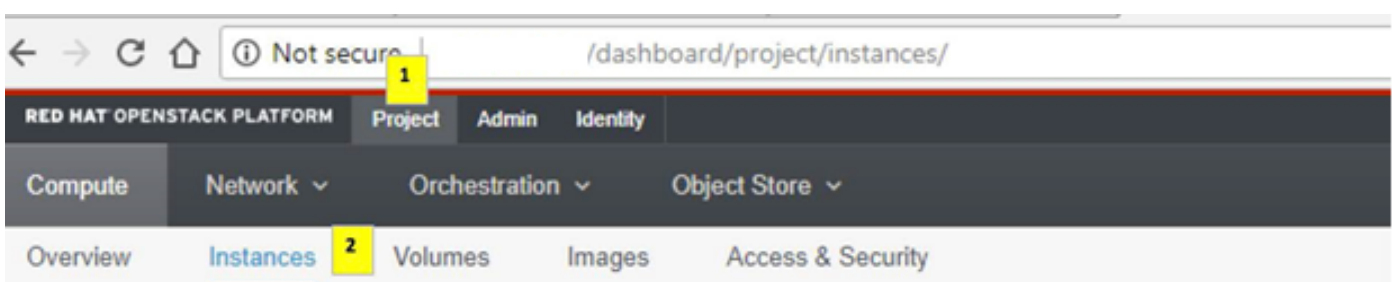 Not secure /dashboard/project/instances/
1
RED HAT OPENSTACK PLATFORM Project Admin Identity
Compute Network Orchestration Object Store
Overview Instances 2 Volumes Images Access & Security